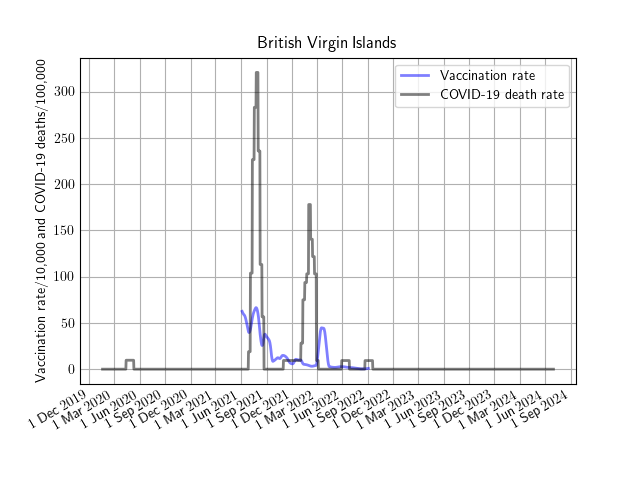 British Virgin Islands
Vaccination rate/10,000 and COVID-19 deaths/100,000
Vaccination rate
COVID-19 death rate
300
250
200
150
100
50
0
1 Dec 2019
1 Mar 2020
1 Jun 2020
1 Sep 2020
1 Dec 2020
1 Mar 2021
1 Jun 2021
1 Sep 2021
1 Dec 2021
1 Mar 2022
1 Jun 2022
1 Sep 2022
1 Dec 2022
1 Mar 2023
1 Jun 2023
1 Sep 2023
1 Dec 2023
1 Mar 2024
1 Jun 2024
1 Sep 2024